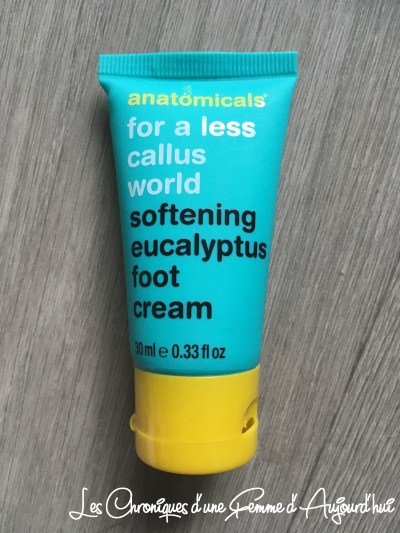 anatomicals
for a less
callus
world
softening
eucalyptus
foot
cream
30 ml e 0.33 fl oz
Les Chroniques d'une Femme d'Aujourd'hui